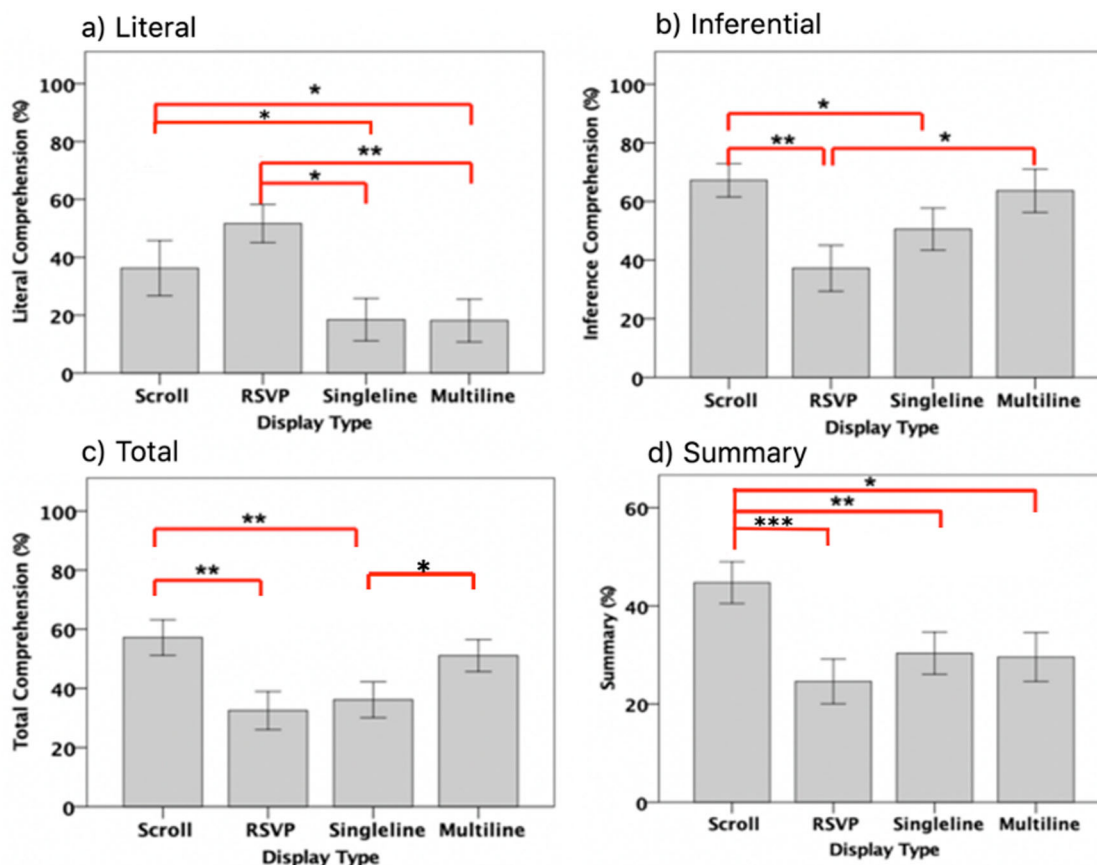 a) Literal
Literal Comprehension (%)
100
80
60
40
20
0
*
*
**
*
Scroll RSVP Singleline Multiline
Display Type
b) Inferential
Inference Comprehension (%)
100
80
60
40
20
0
*
** *
Scroll RSVP Singleline Multiline
Display Type
c) Total
Total Comprehension (%)
100
80
60
40
20
0
**
** *
Scroll RSVP Singleline Multiline
Display Type
d) Summary
Summary (%)
60
40
20
0
*
**
***
Scroll RSVP Singleline Multiline
Display Type